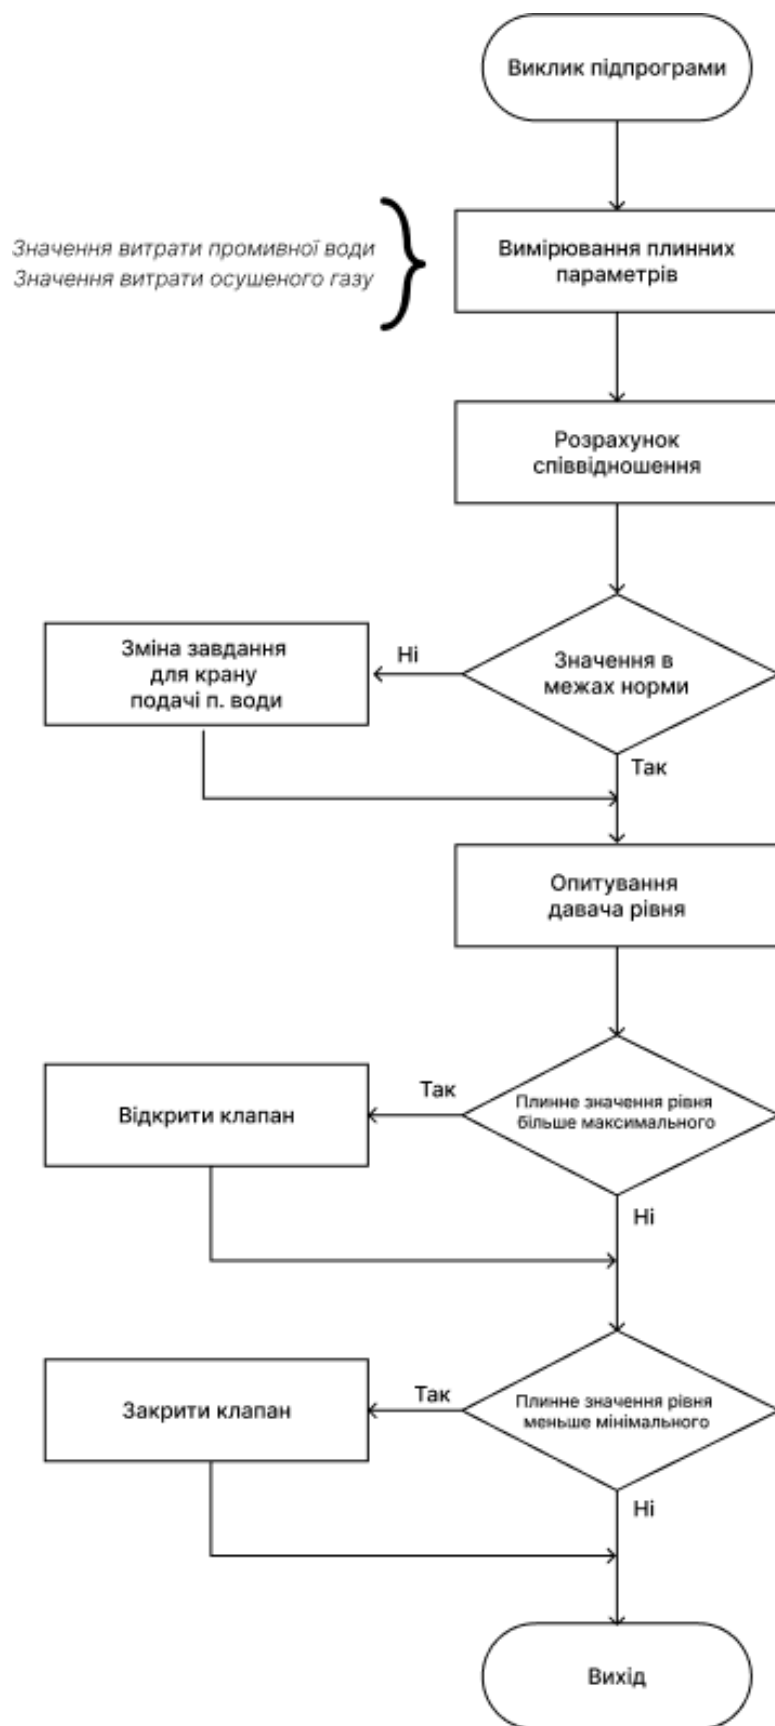 Виклик підпрограми
Значення витрати промивної води
Значення витрати осушеного газу
Вимірювання плинних
параметрів
Розрахунок
співвідношення
Значення в
межах норми
Ні
Зміна завдання
для крану
подачі п. води
Так
Опитування
давача рівня
Плинне значення рівня
більше максимального
Так
Відкрити клапан
Ні
Плинне значення рівня
меньше мінімального
Так
Закрити клапан
Ні
Вихід